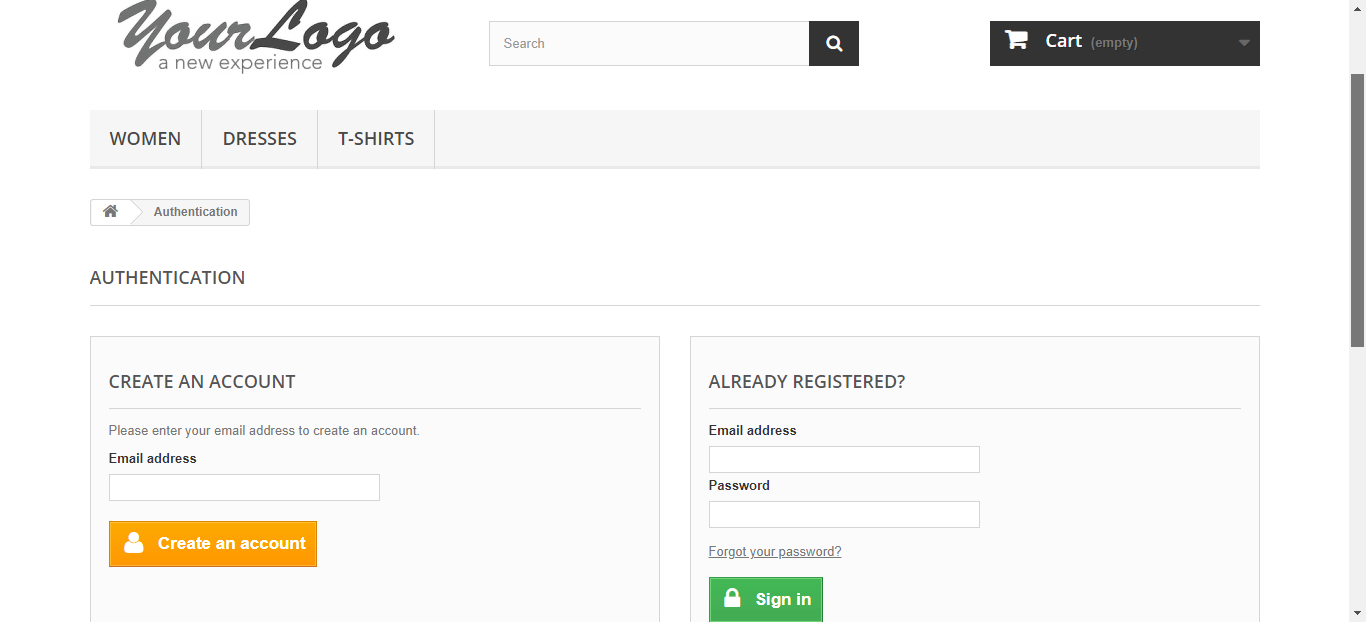 YourLogo
a new experience
Search
Cart (empty)
WOMEN DRESSES T-SHIRTS
Authentication
AUTHENTICATION
CREATE AN ACCOUNT
Please enter your email address to create an account.
Email address
Create an account
ALREADY REGISTERED?
Email address
Password
Forgot your password?
Sign in